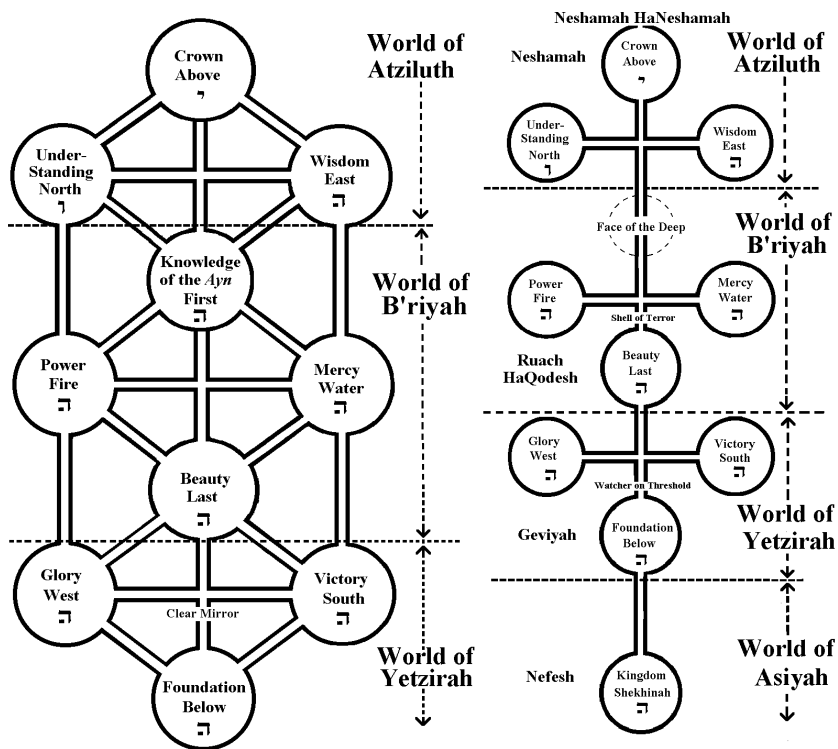 Crown
Above
י
World of
Atziluth
Under-
Standing
North
ו
Wisdom
East
ה
Knowledge
of the Ayn
First
ה
World of
B'riyah
Power
Fire
ה
Mercy
Water
ה
Beauty
Last
ה
Glory
West
ה
Victory
South
ה
Clear Mirror
World of
Yetzirah
Foundation
Below
ה
Neshamah HaNeshamah
Neshamah
Crown
Above
י
World of
Atziluth
Under-
Standing
North
ו
Wisdom
East
ה
Face of the Deep
World of
B'riyah
Power
Fire
ה
Mercy
Water
ה
Shell of Terror
Ruach
HaQodesh
Beauty
Last
ה
Glory
West
ה
Victory
South
ה
Watcher on Threshold
World of
Yetzirah
Geviyah
Foundation
Below
ה
World of
Asiyah
Nefesh
Kingdom
Shekhinah
ה